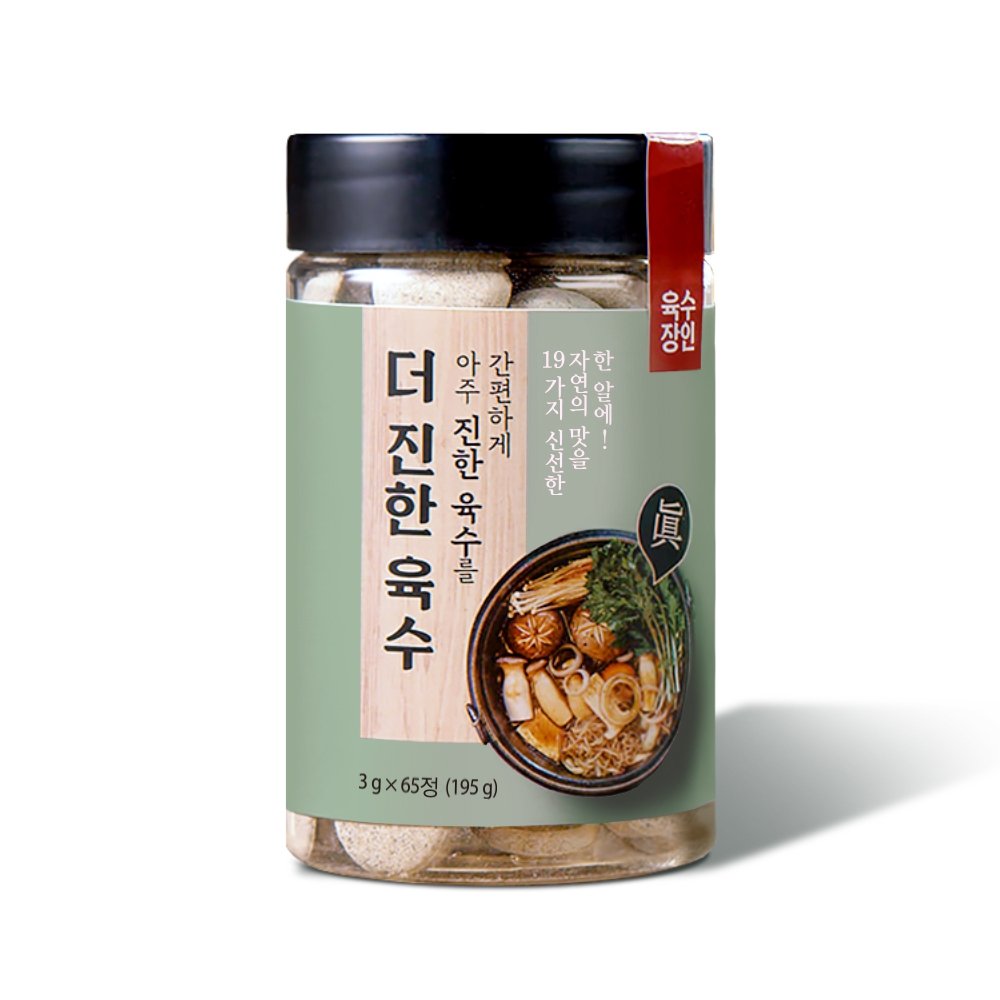 육수
장인
한 알에!
자연의 맛을
19가지 신선한
간편하게
아주 진한 육수를
더 진한 육수
眞
3 g × 65정 (195 g)